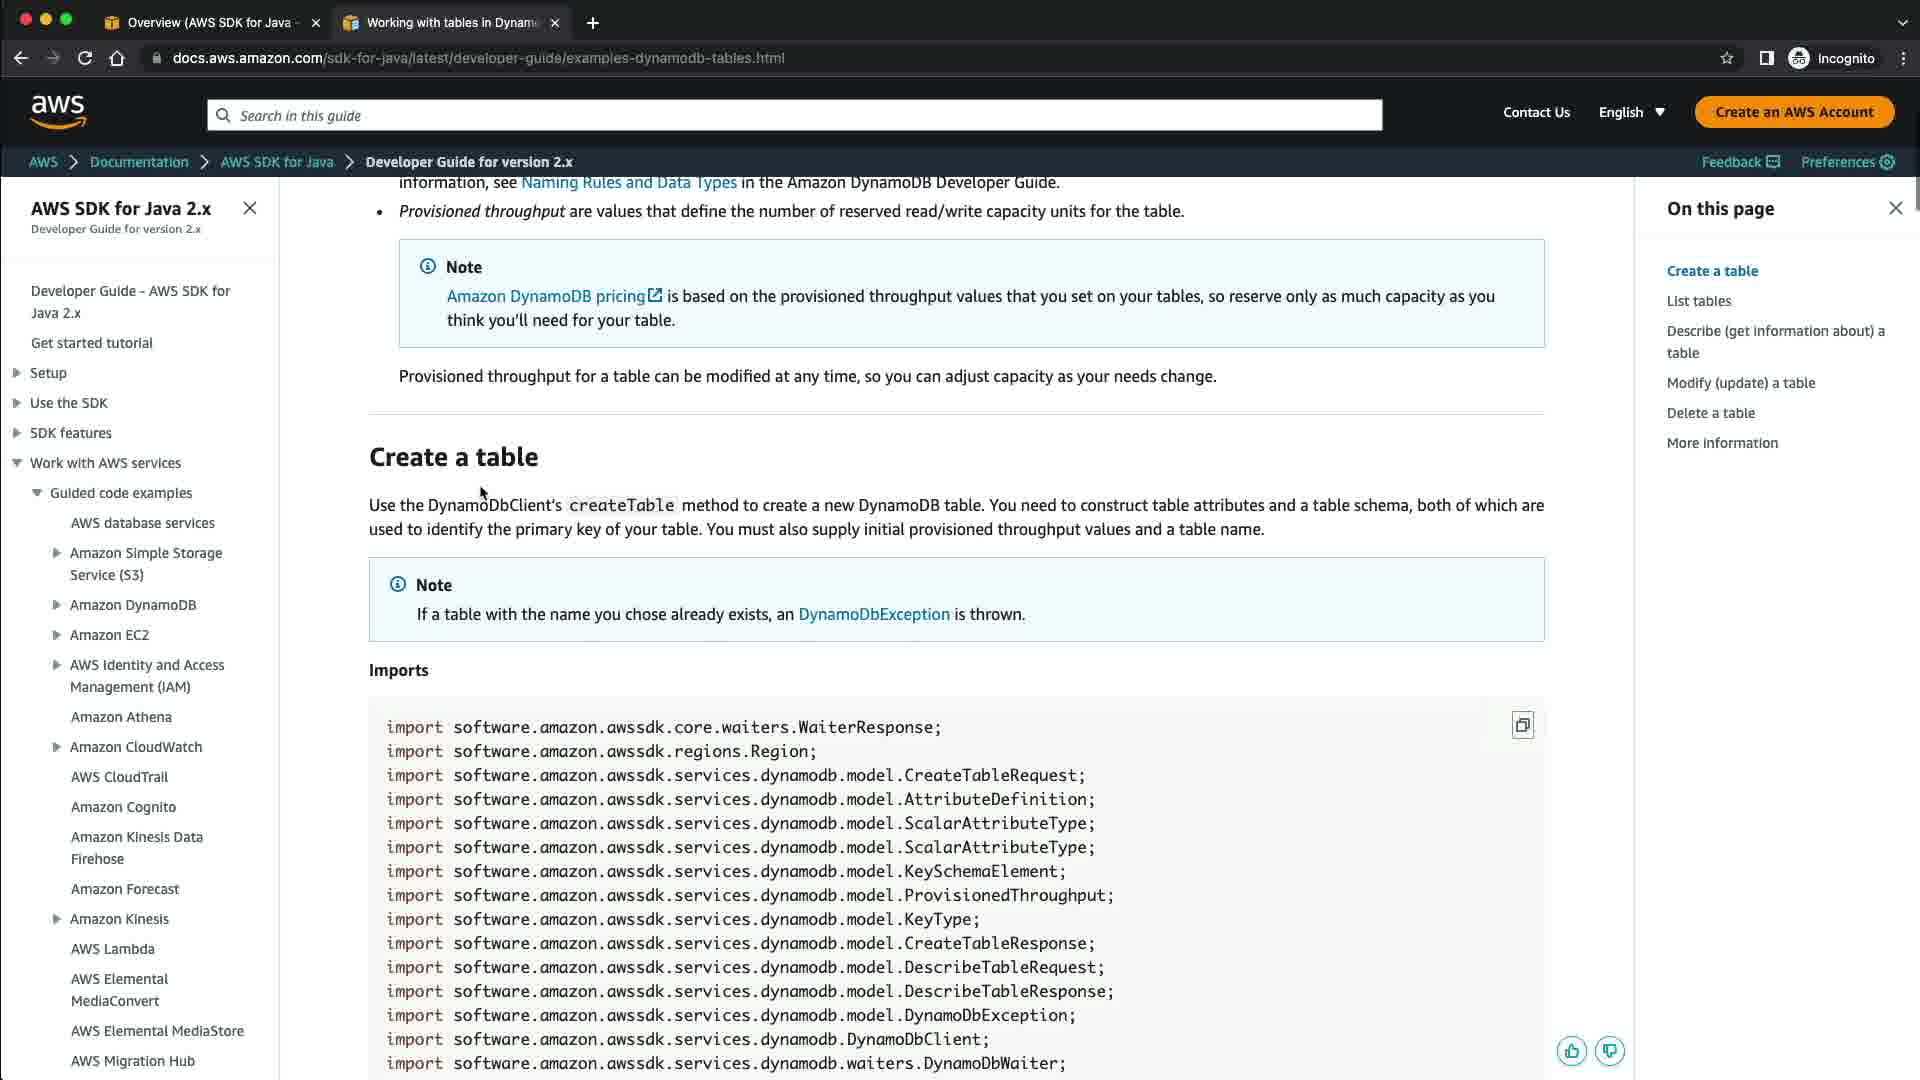 Overview (AWS SDK for Java -
Working with tables in Dynam
docs.aws.amazon.com/sdk-for-java/latest/developer-guide/examples-dynamodb-tables.html
Incognito
aws
Search in this guide
Contact Us
English
Create an AWS Account
AWS
Documentation
AWS SDK for Java
Developer Guide for version 2.x
Feedback
Preferences
AWS SDK for Java 2.x
Developer Guide for version 2.x
Developer Guide - AWS SDK for
Java 2.x
Get started tutorial
Setup
Use the SDK
SDK features
Work with AWS services
Guided code examples
AWS database services
Amazon Simple Storage
Service (S3)
Amazon DynamoDB
Amazon EC2
AWS Identity and Access
Management (IAM)
Amazon Athena
Amazon CloudWatch
AWS CloudTrail
Amazon Cognito
Amazon Kinesis Data
Firehose
Amazon Forecast
Amazon Kinesis
AWS Lambda
AWS Elemental
MediaConvert
AWS Elemental MediaStore
AWS Migration Hub
information, see Naming Rules and Data Types in the Amazon DynamoDB Developer Guide.
• Provisioned throughput are values that define the number of reserved read/write capacity units for the table.
Note
Amazon DynamoDB pricing is based on the provisioned throughput values that you set on your tables, so reserve only as much capacity as you
think you'll need for your table.
Provisioned throughput for a table can be modified at any time, so you can adjust capacity as your needs change.
Create a table
Use the DynamoDbClient's createTable method to create a new DynamoDB table. You need to construct table attributes and a table schema, both of which are
used to identify the primary key of your table. You must also supply initial provisioned throughput values and a table name.
Note
If a table with the name you chose already exists, an DynamoDbException is thrown.
Imports
import software.amazon.awssdk.core.waiters.WaiterResponse;
import software.amazon.awssdk.regions.Region;
import software.amazon.awssdk.services.dynamodb.model.CreateTableRequest;
import software.amazon.awssdk.services.dynamodb.model.AttributeDefinition;
import software.amazon.awssdk.services.dynamodb.model.ScalarAttributeType;
import software.amazon.awssdk.services.dynamodb.model.ScalarAttributeType;
import software.amazon.awssdk.services.dynamodb.model.KeySchemaElement;
import software.amazon.awssdk.services.dynamodb.model.ProvisionedThroughput;
import software.amazon.awssdk.services.dynamodb.model.KeyType;
import software.amazon.awssdk.services.dynamodb.model.CreateTableResponse;
import software.amazon.awssdk.services.dynamodb.model.DescribeTableRequest;
import software.amazon.awssdk.services.dynamodb.model.DescribeTableResponse;
import software.amazon.awssdk.services.dynamodb.model.DynamoDbException;
import software.amazon.awssdk.services.dynamodb.DynamoDbClient;
import software.amazon.awssdk.services.dynamodb.waiters.DynamoDbWaiter;
On this page
Create a table
List tables
Describe (get information about) a
table
Modify (update) a table
Delete a table
More information